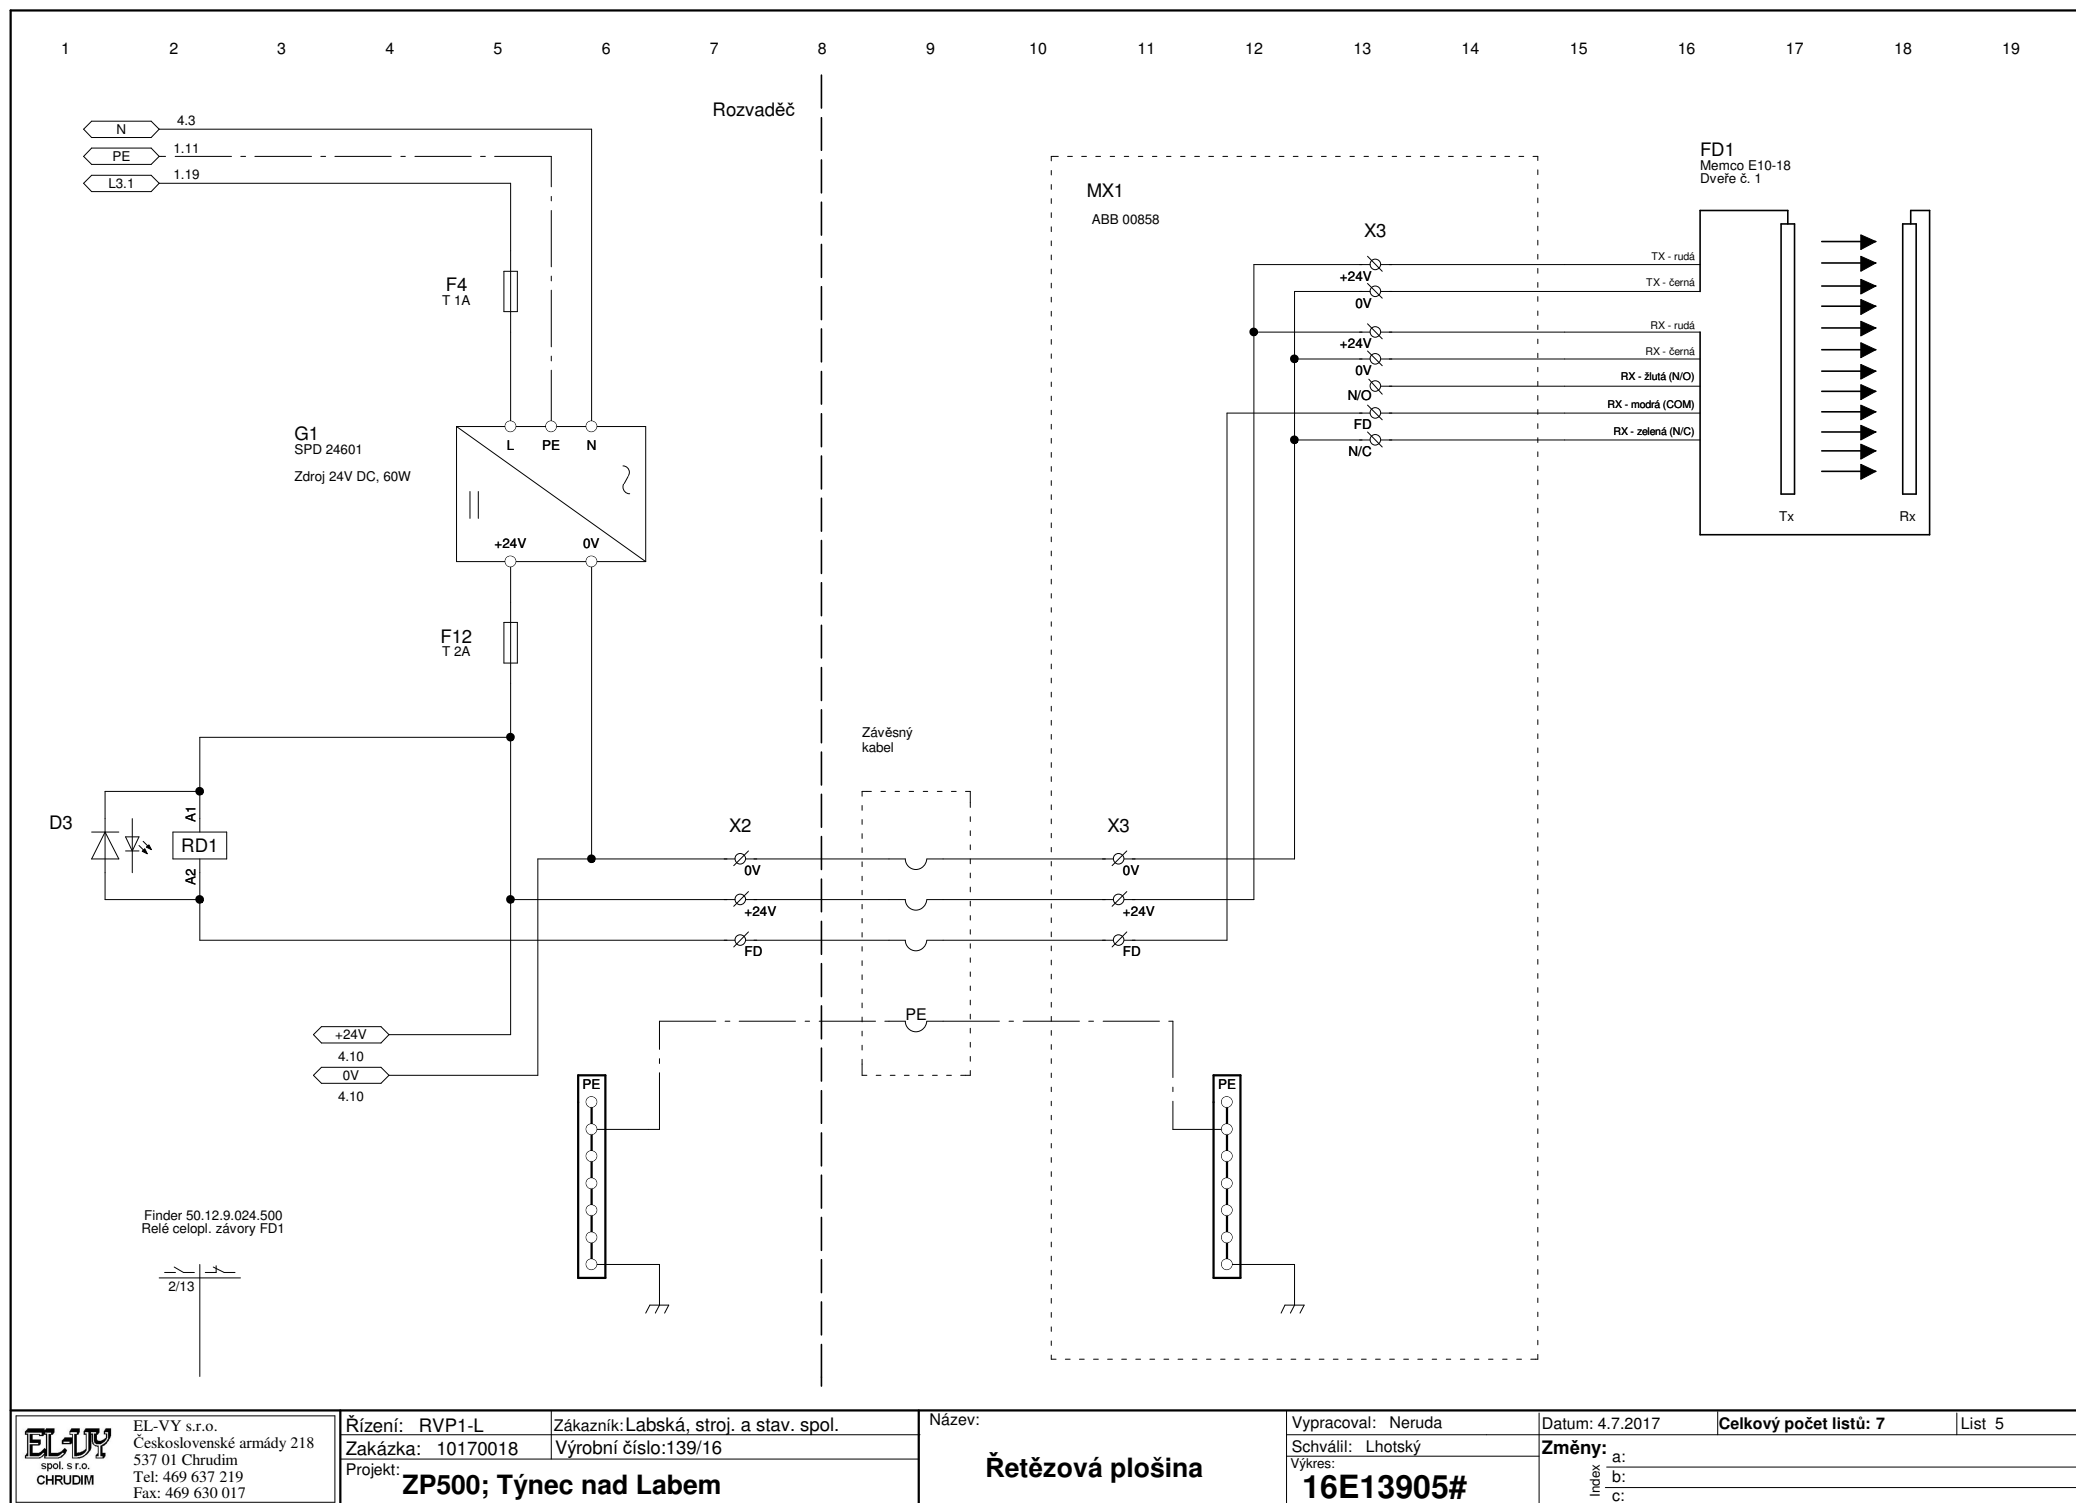 1 2 3 4 5 6 7 8 9 10 11 12 13 14 15 16 17 18 19
Rozvaděč
N 4.3
PE 1.11
L3.1 1.19
F4
T 1A
G1
SPD 24601
Zdroj 24V DC, 60W
L PE N
+24V 0V
F12
T 2A
D3
A1
RD1
A2
X2
0V
+24V
FD
Závěsný
kabel
PE
X3
0V
+24V
FD
+24V
4.10
0V
4.10
PE
PE
MX1
ABB 00858
X3
+24V
0V
+24V
0V
N/O
FD
N/C
TX - rudá
TX - černá
RX - rudá
RX - černá
RX - žlutá (N/O)
RX - modrá (COM)
RX - zelená (N/C)
FD1
Memco E10-18
Dveře č. 1
Tx Rx
Finder 50.12.9.024.500
Relé celopl. závory FD1
2/13
EL-VY
spol. s r.o.
CHRUDIM
EL-VY s.r.o.
Československé armády 218
537 01 Chrudim
Tel: 469 637 219
Fax: 469 630 017
Řízení: RVP1-L
Zákazník: Labská, stroj. a stav. spol.
Zakázka: 10170018
Výrobní číslo:139/16
Projekt: ZP500; Týnec nad Labem
Název:
Řetězová plošina
Vypracoval: Neruda
Schválil: Lhotský
Výkres:
16E13905#
Datum: 4.7.2017
Celkový počet listů: 7
List 5
Změny:
Index
a:
b:
c: